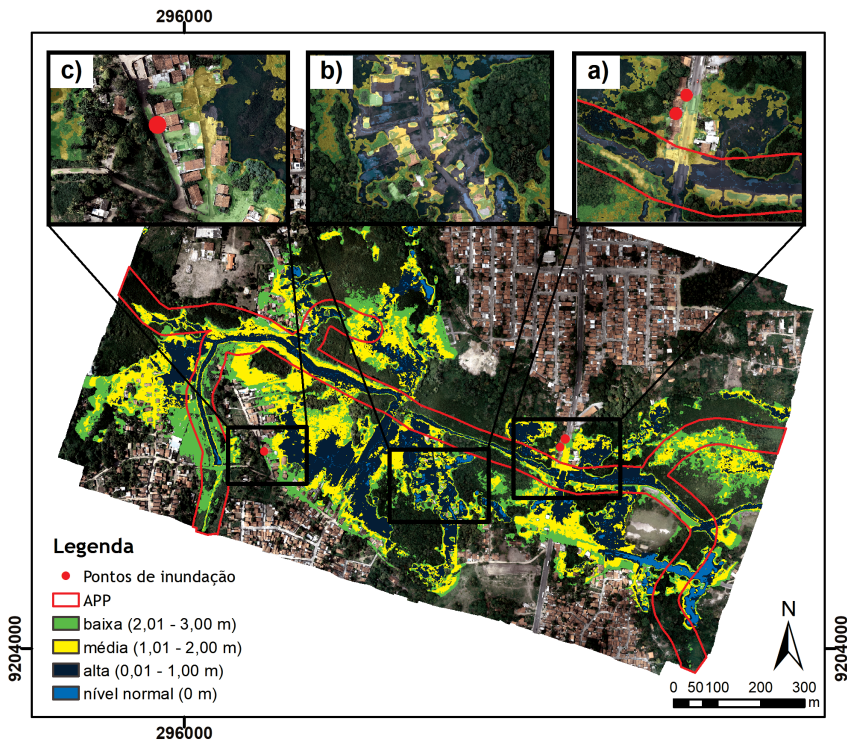 296000
c)
b)
a)
Legenda
Pontos de inundação
APP
baixa (2,01 - 3,00 m)
média (1,01 - 2,00 m)
alta (0,01 - 1,00 m)
nível normal (0 m)
N
0 50 100 200 300
m
9204000
9204000
296000